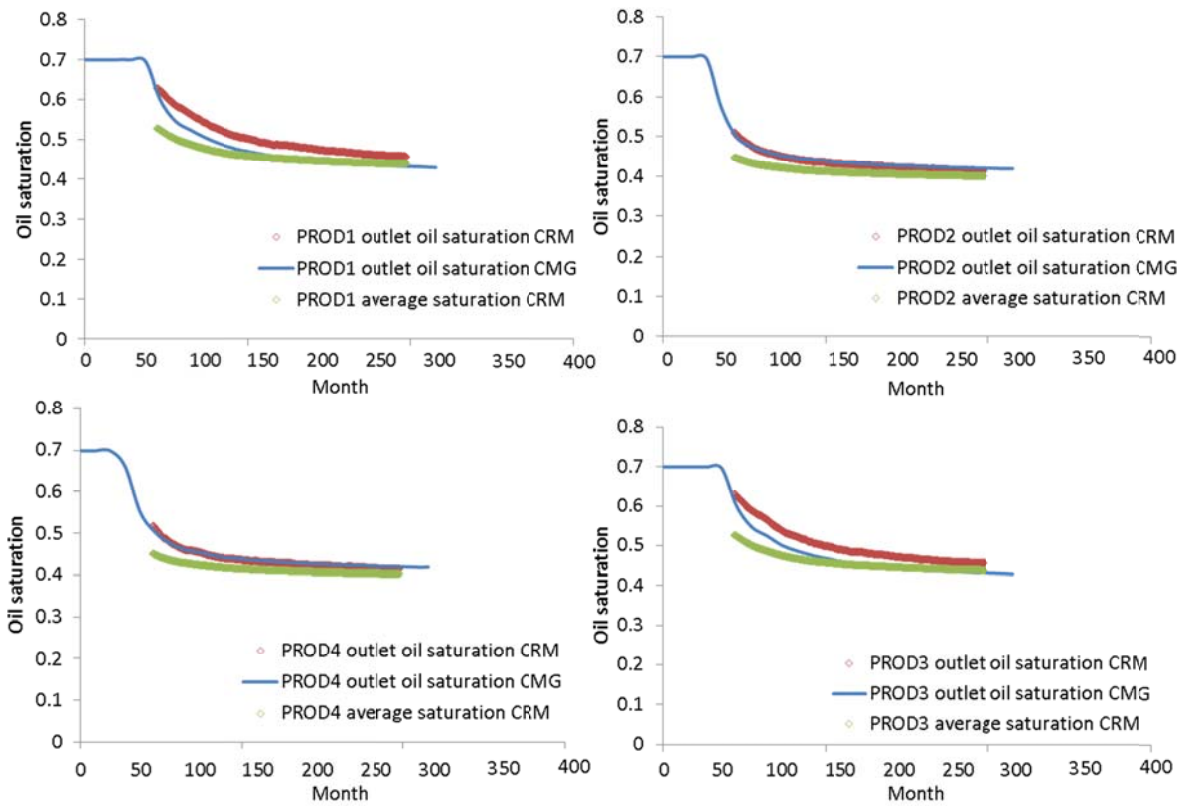 0.8
0.7
0.6
0.5
0.4
0.3
0.2
0.1
0
Oil saturation
PROD1 outlet oil saturation CRM
PROD1 outlet oil saturation CMG
PROD1 average saturation CRM
0 50 100 150 200 250 300 400
Month
0.8
0.7
0.6
0.5
0.4
0.3
0.2
0.1
0
Oil saturation
PROD2 outlet oil saturation CRM
PROD2 outlet oil saturation CMG
PROD2 average saturation CRM
0 50 100 150 200 250 300 350 400
Month
0.8
0.7
0.6
0.5
0.4
0.3
0.2
0.1
0
Oil saturation
PROD4 outlet oil saturation CRM
PROD4 outlet oil saturation CMG
PROD4 average saturation CRM
0 50 100 150 200 250 300 400
Month
0.8
0.7
0.6
0.5
0.4
0.3
0.2
0.1
0
Oil saturation
PROD3 outlet oil saturation CRM
PROD3 outlet oil saturation CMG
PROD3 average saturation CRM
0 50 100 150 200 250 300 350 400
Month